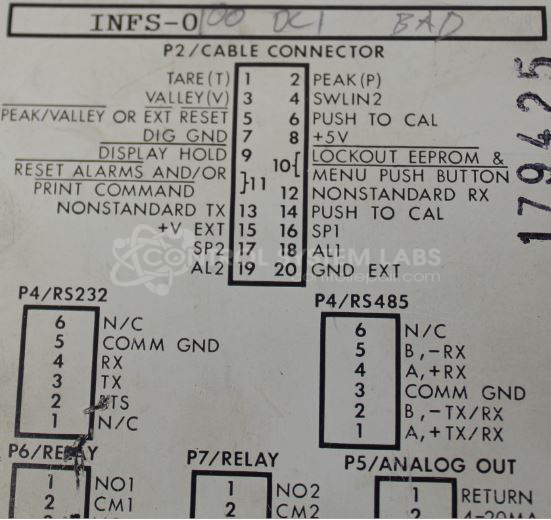 INFS-0100 DC1 BAD
P2/CABLE CONNECTOR
TARE(T) 1 2 PEAK(P)
VALLEY(V) 3 4 SWLIN2
PEAK/VALLEY OR EXT RESET 5 6 PUSH TO CAL
DIG GND 7 8 +5V
DISPLAY HOLD 9 10{ LOCKOUT EEPROM &
RESET ALARMS AND/OR }11 MENU PUSH BUTTON
PRINT COMMAND 12 NONSTANDARD RX
NONSTANDARD TX 13 14 PUSH TO CAL
+V EXT 15 16 SP1
SP2 17 18 AL1
AL2 19 20 GND EXT
179425
CONTROL SYSTEM LABS
controlrepair.com
P4/RS232
6 N/C
5 COMM GND
4 RX
3 TX
2 RTS
1 N/C
P4/RS485
6 N/C
5 B,-RX
4 A,+RX
3 COMM GND
2 B,-TX/RX
1 A,+TX/RX
P6/RELAY
1 NO1
2 CM1
P7/RELAY
1 NO2
2 CM2
P5/ANALOG OUT
1 RETURN
2 4-20MA